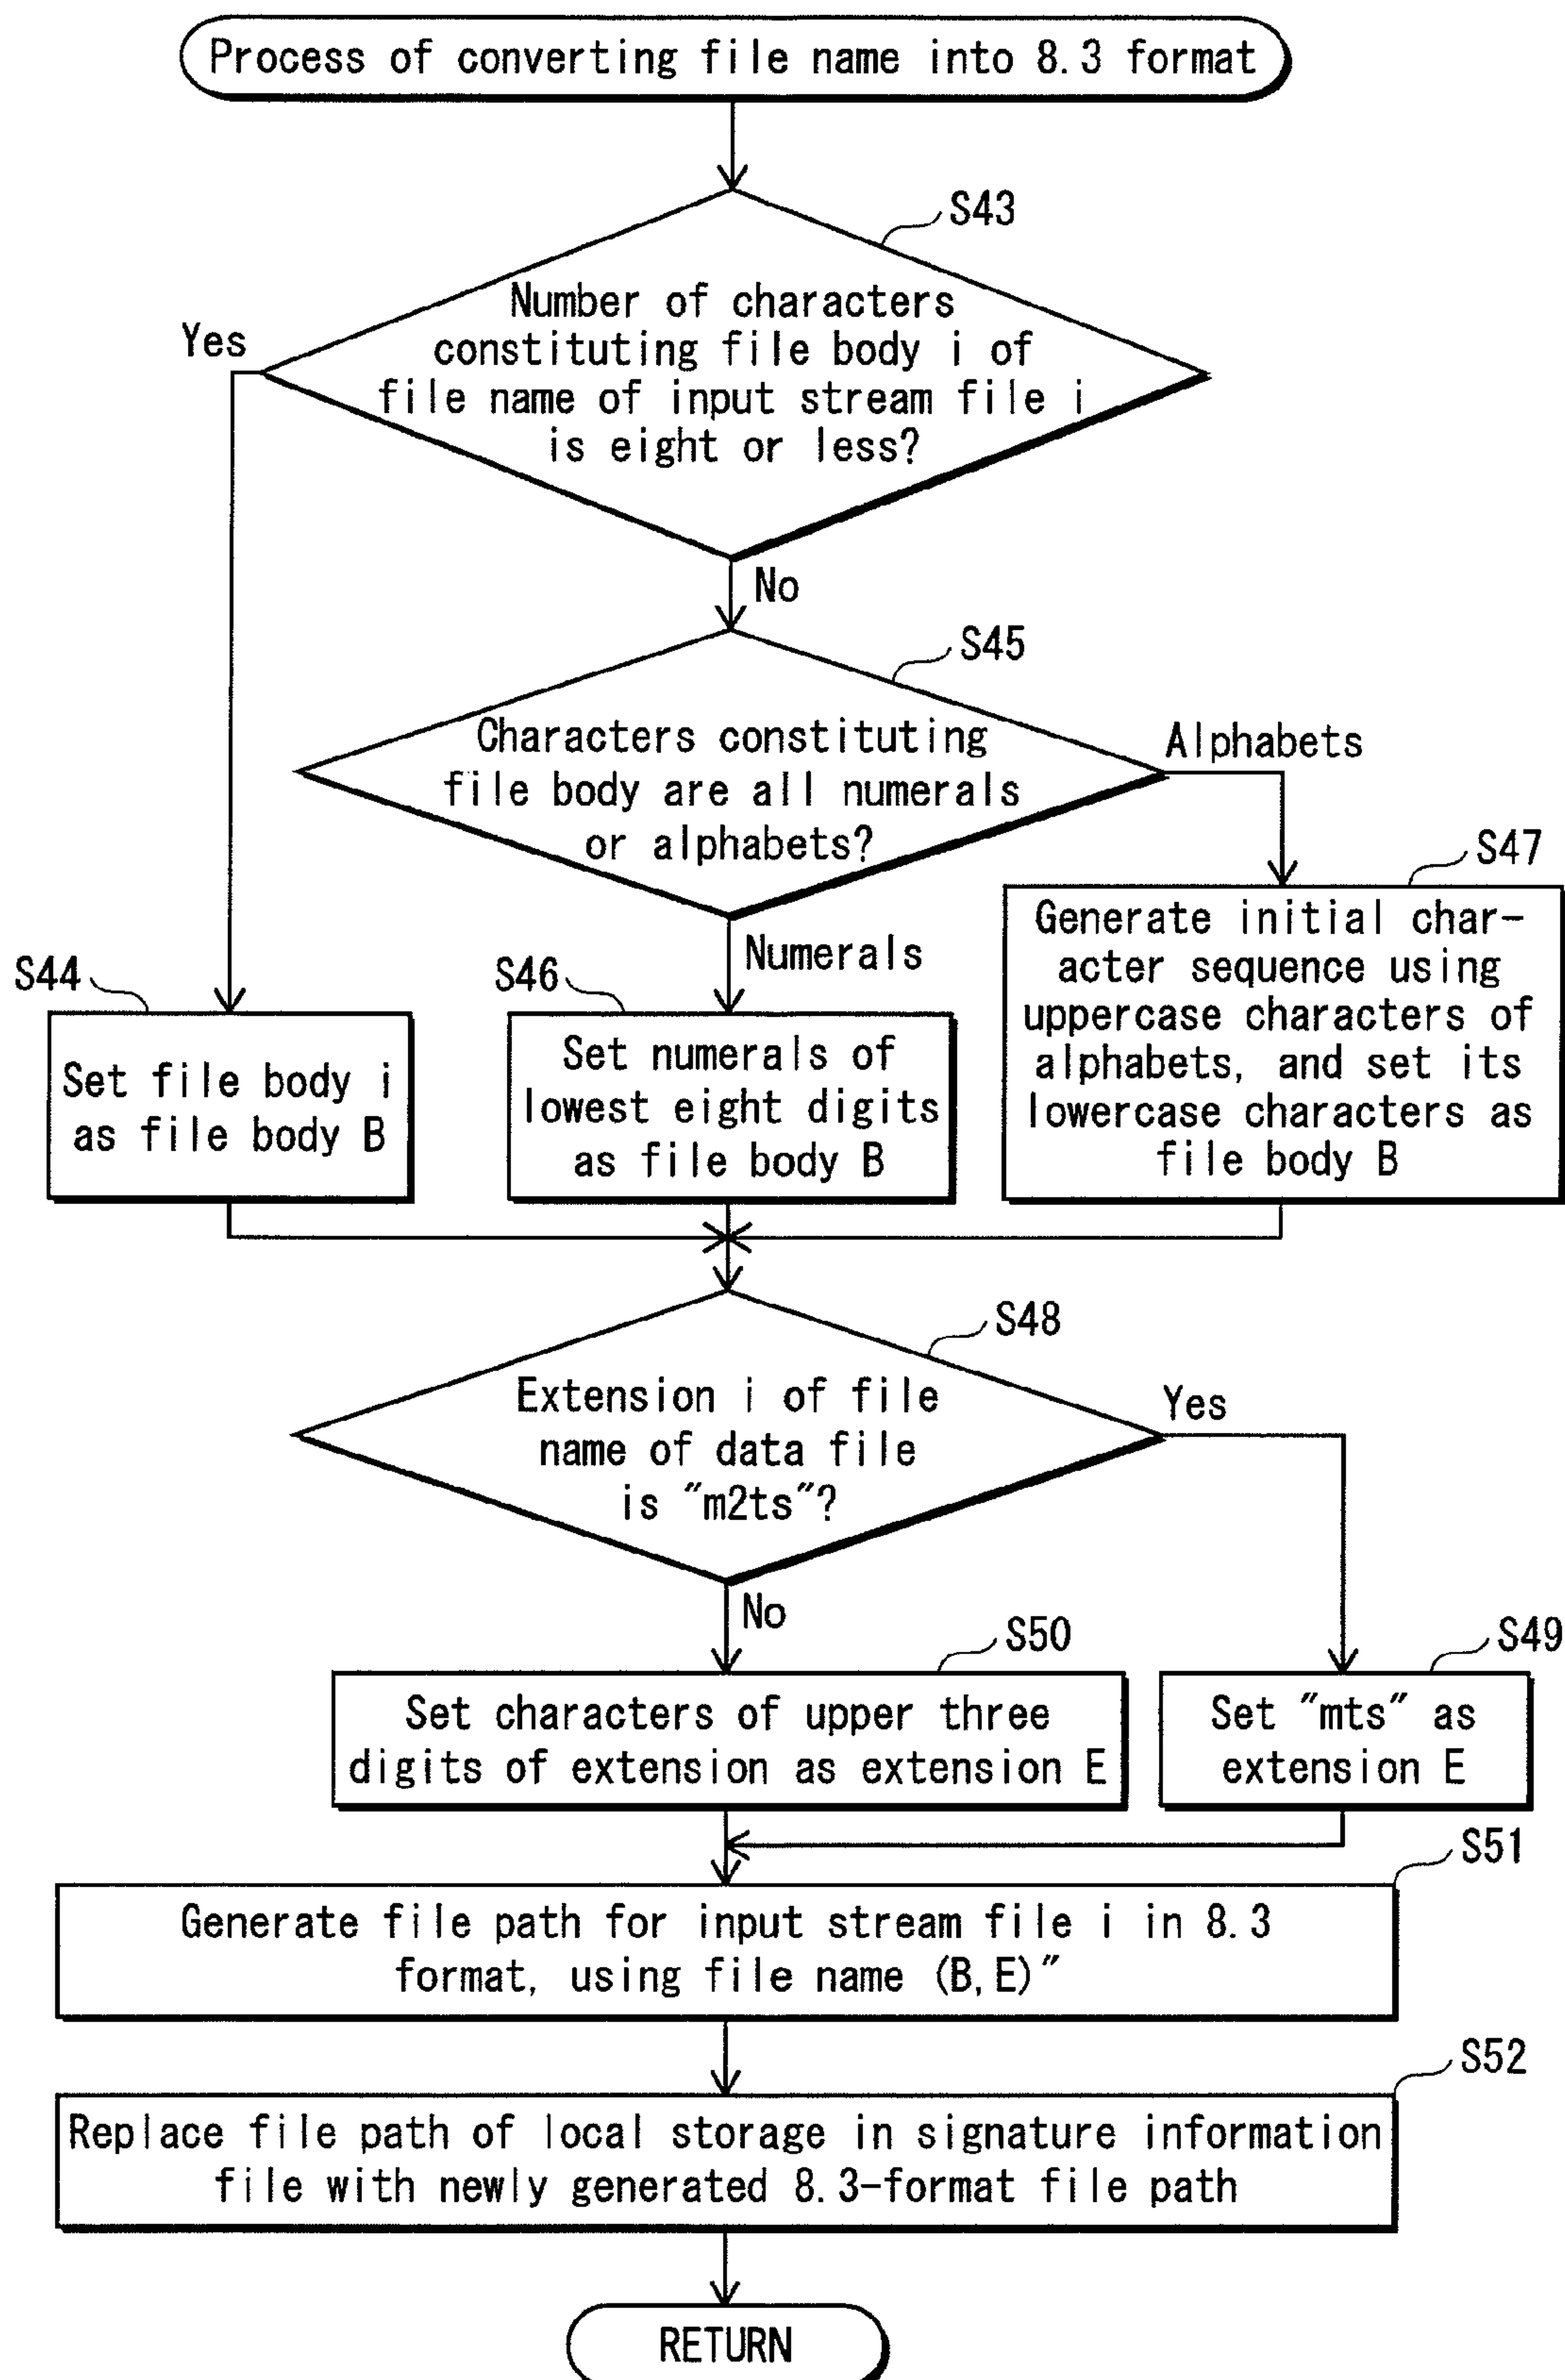 Process of converting file name into 8.3 format
S43
Number of characters
constituting file body i of
file name of input stream file i
is eight or less?
Yes
No
S45
Characters constituting
file body are all numerals
or alphabets?
Alphabets
Numerals
S44
Set file body i
as file body B
S46
Set numerals of
lowest eight digits
as file body B
S47
Generate initial char-
acter sequence using
uppercase characters of
alphabets, and set its
lowercase characters as
file body B
S48
Extension i of file
name of data file
is "m2ts"?
Yes
No
S50
Set characters of upper three
digits of extension as extension E
S49
Set "mts" as
extension E
S51
Generate file path for input stream file i in 8.3
format, using file name (B,E)"
S52
Replace file path of local storage in signature information
file with newly generated 8.3-format file path
RETURN